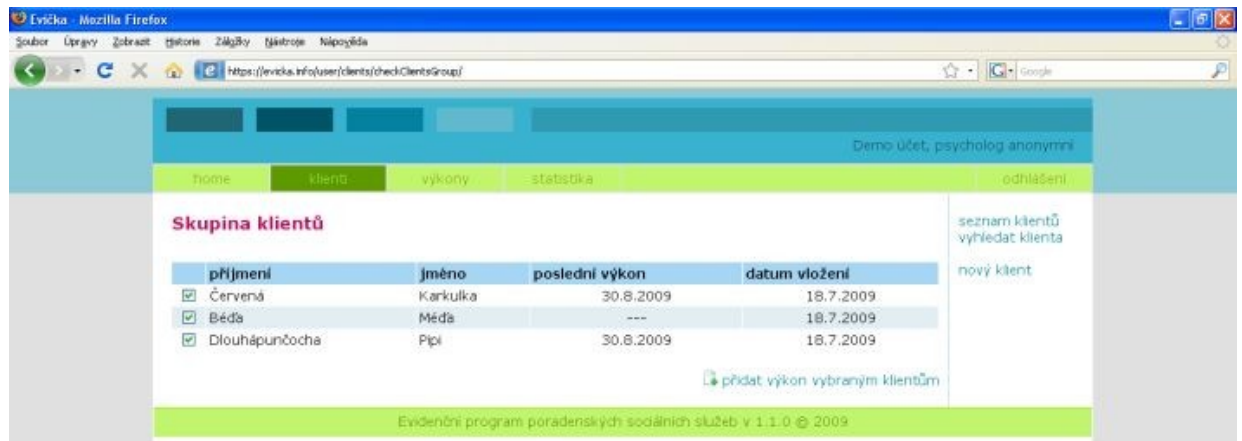 Evička - Mozilla Firefox
Soubor Úpravy Zobrazit Historie Záložky Nástroje Nápověda
https://evicka.info/user/clients/checkClientsGroup/ Google
Demo účet, psycholog anonymní
home klienti výkony statistika odhlášení
Skupina klientů
seznam klientů
vyhledat klienta
nový klient
příjmení jméno poslední výkon datum vložení
Červená Karkulka 30.8.2009 18.7.2009
Béďa Méďa --- 18.7.2009
Dlouhápunčocha Pipi 30.8.2009 18.7.2009
přidat výkon vybraným klientům
Evidenční program poradenských sociálních služeb v 1.1.0 © 2009